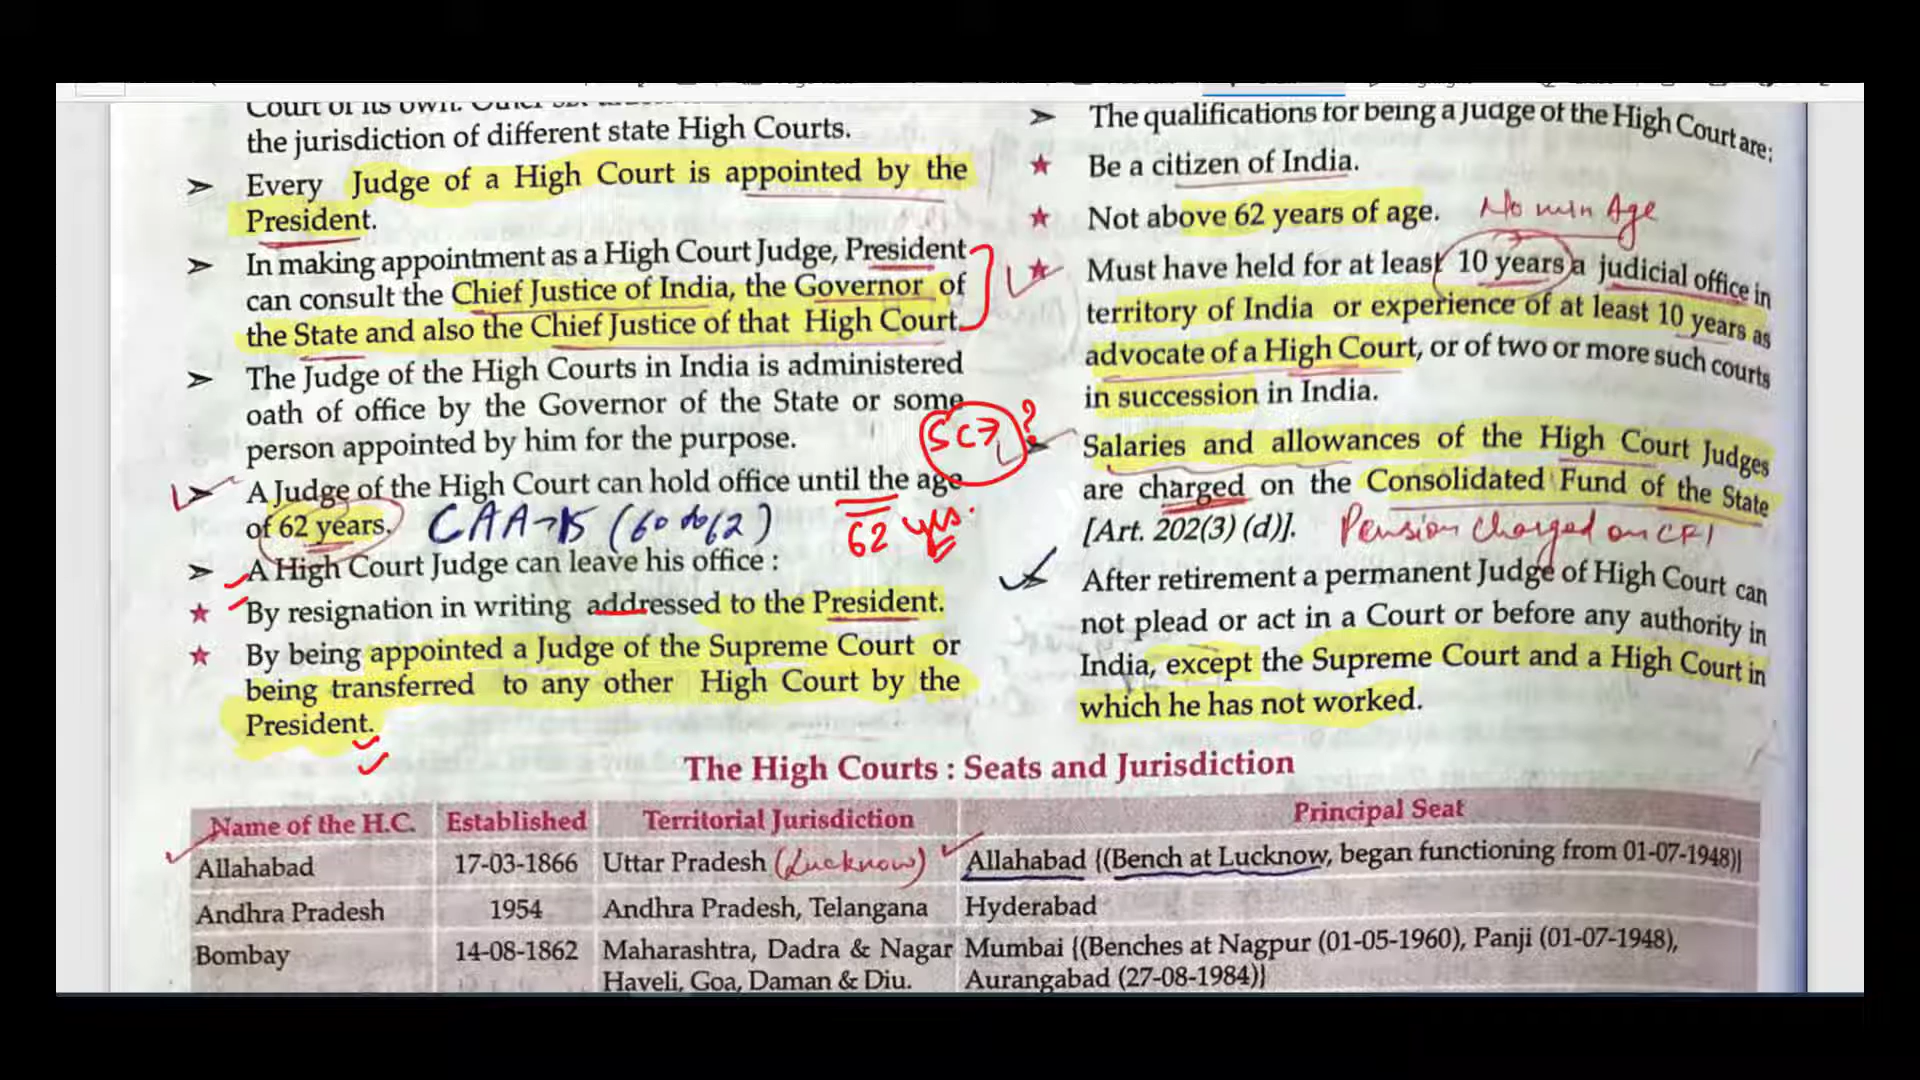 the jurisdiction of different state High Courts.
➤ Every Judge of a High Court is appointed by the
President.
➤ In making appointment as a High Court Judge, President
can consult the Chief Justice of India, the Governor of
the State and also the Chief Justice of that High Court.
➤ The Judge of the High Courts in India is administered
oath of office by the Governor of the State or some
person appointed by him for the purpose.
➤ A Judge of the High Court can hold office until the age
of 62 years. CAA→15 (60 to 62)
SC→ ?
62 yrs.
➤ A High Court Judge can leave his office :
★ By resignation in writing addressed to the President.
★ By being appointed a Judge of the Supreme Court or
being transferred to any other High Court by the
President.
➤ The qualifications for being a Judge of the High Court are:
★ Be a citizen of India.
★ Not above 62 years of age. No min Age
★ Must have held for at least 10 years a judicial office in
territory of India or experience of at least 10 years as
advocate of a High Court, or of two or more such courts
in succession in India.
➤ Salaries and allowances of the High Court Judges
are charged on the Consolidated Fund of the State
[Art. 202(3) (d)]. Pension charged on CFI
➤ After retirement a permanent Judge of High Court can
not plead or act in a Court or before any authority in
India, except the Supreme Court and a High Court in
which he has not worked.
The High Courts : Seats and Jurisdiction
Name of the H.C. Established Territorial Jurisdiction Principal Seat
Allahabad 17-03-1866 Uttar Pradesh (Lucknow) Allahabad {(Bench at Lucknow, began functioning from 01-07-1948)}
Andhra Pradesh 1954 Andhra Pradesh, Telangana Hyderabad
Bombay 14-08-1862 Maharashtra, Dadra & Nagar Mumbai {(Benches at Nagpur (01-05-1960), Panji (01-07-1948),
Haveli, Goa, Daman & Diu. Aurangabad (27-08-1984)}